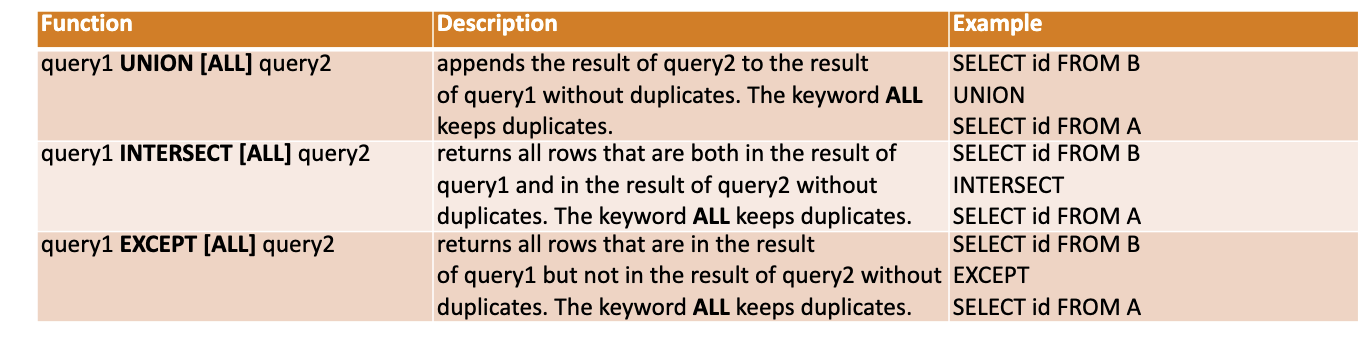 Function Description Example
query1 UNION [ALL] query2
appends the result of query2 to the result
of query1 without duplicates. The keyword ALL
keeps duplicates.
SELECT id FROM B
UNION
SELECT id FROM A
query1 INTERSECT [ALL] query2
returns all rows that are both in the result of
query1 and in the result of query2 without
duplicates. The keyword ALL keeps duplicates.
SELECT id FROM B
INTERSECT
SELECT id FROM A
query1 EXCEPT [ALL] query2
returns all rows that are in the result
of query1 but not in the result of query2 without
duplicates. The keyword ALL keeps duplicates.
SELECT id FROM B
EXCEPT
SELECT id FROM A